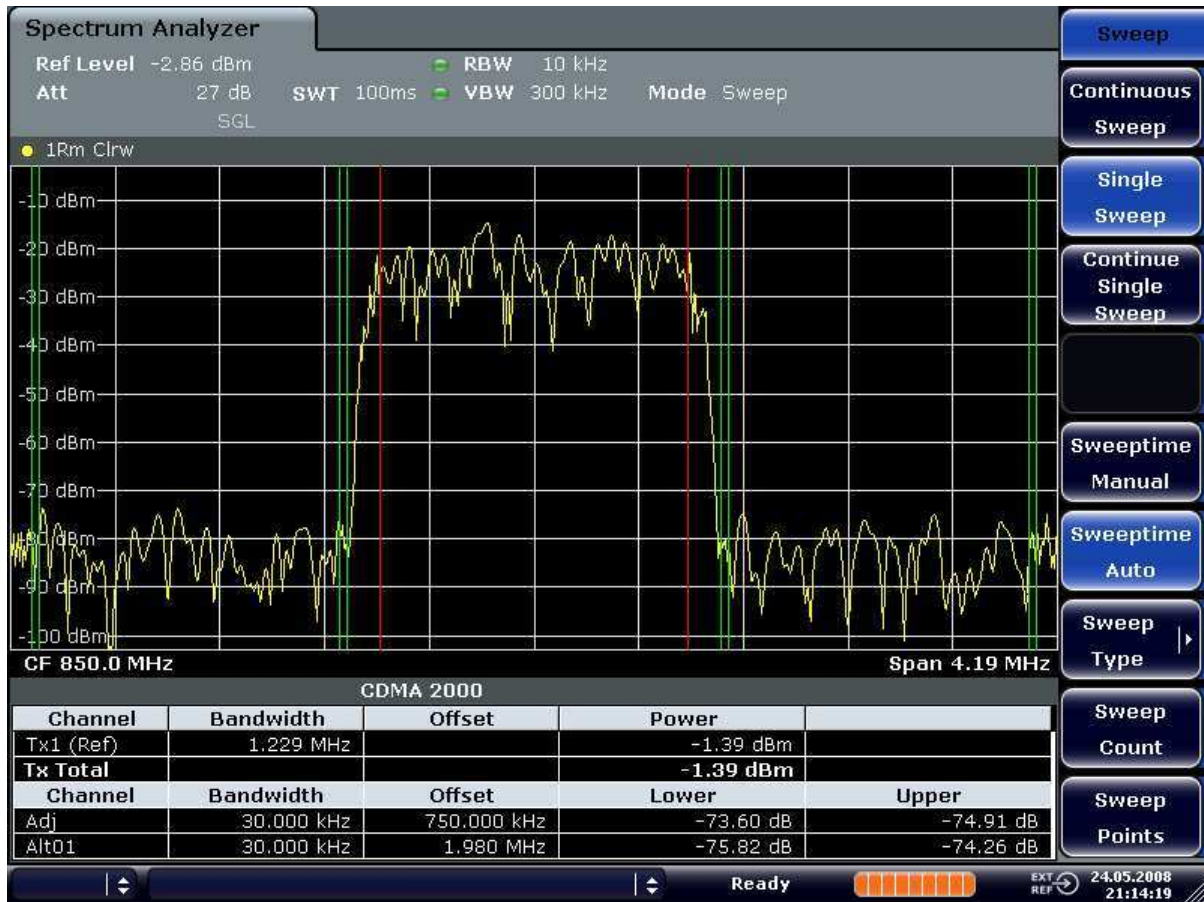 Spectrum Analyzer
Ref Level -2.86 dBm RBW 10 kHz
Att 27 dB SWT 100ms VBW 300 kHz Mode Sweep
SGL
1Rm Clrw
-10 dBm
-20 dBm
-30 dBm
-40 dBm
-50 dBm
-60 dBm
-70 dBm
-80 dBm
-90 dBm
-100 dBm
CF 850.0 MHz Span 4.19 MHz
CDMA 2000
Channel Bandwidth Offset Power
Tx1 (Ref) 1.229 MHz -1.39 dBm
Tx Total -1.39 dBm
Channel Bandwidth Offset Lower Upper
Adj 30.000 kHz 750.000 kHz -73.60 dB -74.91 dB
Alt01 30.000 kHz 1.980 MHz -75.82 dB -74.26 dB
Ready EXT REF 24.05.2008
21:14:19
Sweep
Continuous
Sweep
Single
Sweep
Continue
Single
Sweep
Sweeptime
Manual
Sweeptime
Auto
Sweep
Type
Sweep
Count
Sweep
Points